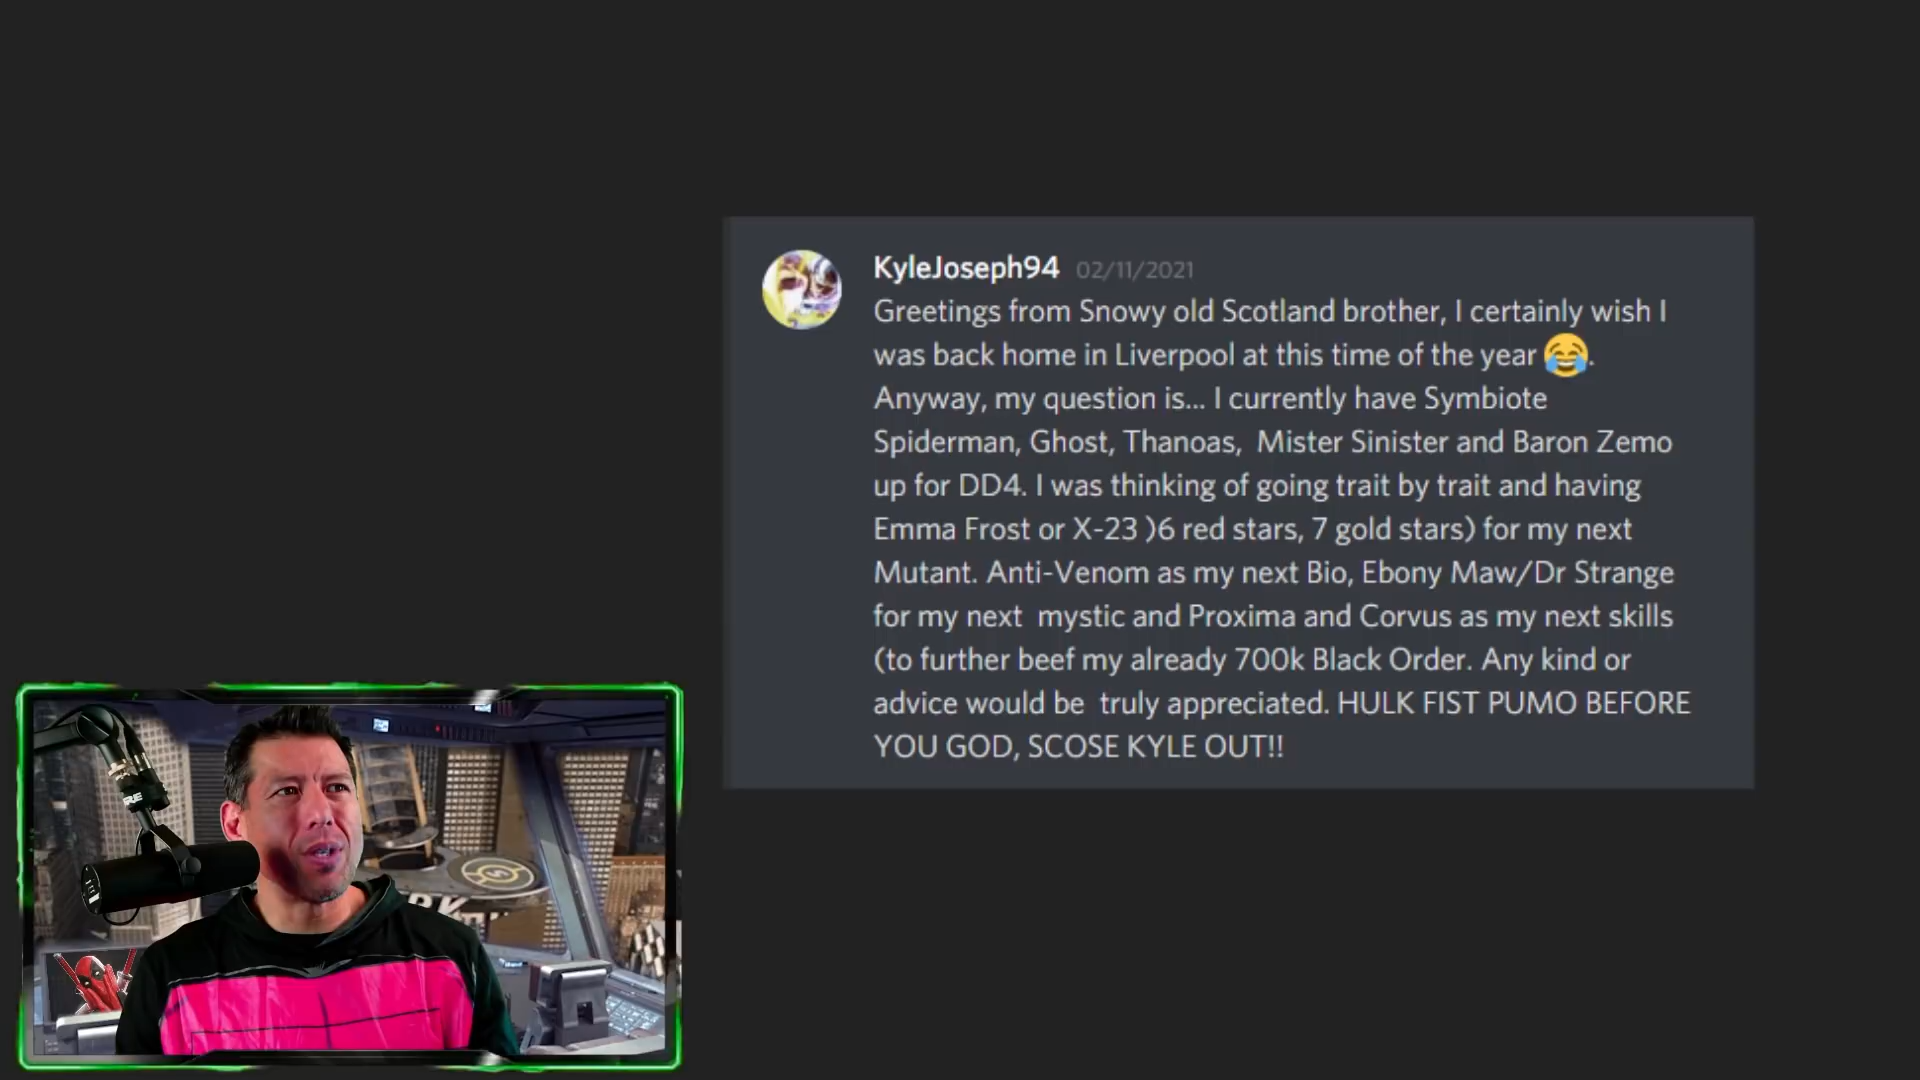 KyleJoseph94 02/11/2021
Greetings from Snowy old Scotland brother, I certainly wish I
was back home in Liverpool at this time of the year 😂.
Anyway, my question is... I currently have Symbiote
Spiderman, Ghost, Thanoas, Mister Sinister and Baron Zemo
up for DD4. I was thinking of going trait by trait and having
Emma Frost or X-23 )6 red stars, 7 gold stars) for my next
Mutant. Anti-Venom as my next Bio, Ebony Maw/Dr Strange
for my next mystic and Proxima and Corvus as my next skills
(to further beef my already 700k Black Order. Any kind or
advice would be truly appreciated. HULK FIST PUMO BEFORE
YOU GOD, SCOSE KYLE OUT!!